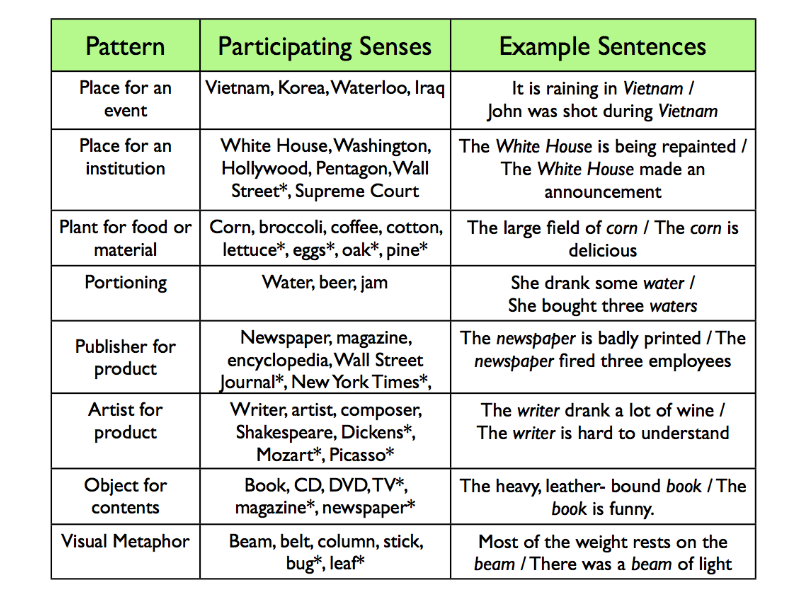 Pattern
Participating Senses
Example Sentences
Place for an
event
Vietnam, Korea, Waterloo, Iraq
It is raining in Vietnam /
John was shot during Vietnam
Place for an
institution
White House, Washington,
Hollywood, Pentagon, Wall
Street*, Supreme Court
The White House is being repainted /
The White House made an
announcement
Plant for food or
material
Corn, broccoli, coffee, cotton,
lettuce*, eggs*, oak*, pine*
The large field of corn / The corn is
delicious
Portioning
Water, beer, jam
She drank some water /
She bought three waters
Publisher for
product
Newspaper, magazine,
encyclopedia, Wall Street
Journal*, New York Times*,
The newspaper is badly printed / The
newspaper fired three employees
Artist for
product
Writer, artist, composer,
Shakespeare, Dickens*,
Mozart*, Picasso*
The writer drank a lot of wine /
The writer is hard to understand
Object for
contents
Book, CD, DVD, TV*,
magazine*, newspaper*
The heavy, leather- bound book / The
book is funny.
Visual Metaphor
Beam, belt, column, stick,
bug*, leaf*
Most of the weight rests on the
beam / There was a beam of light